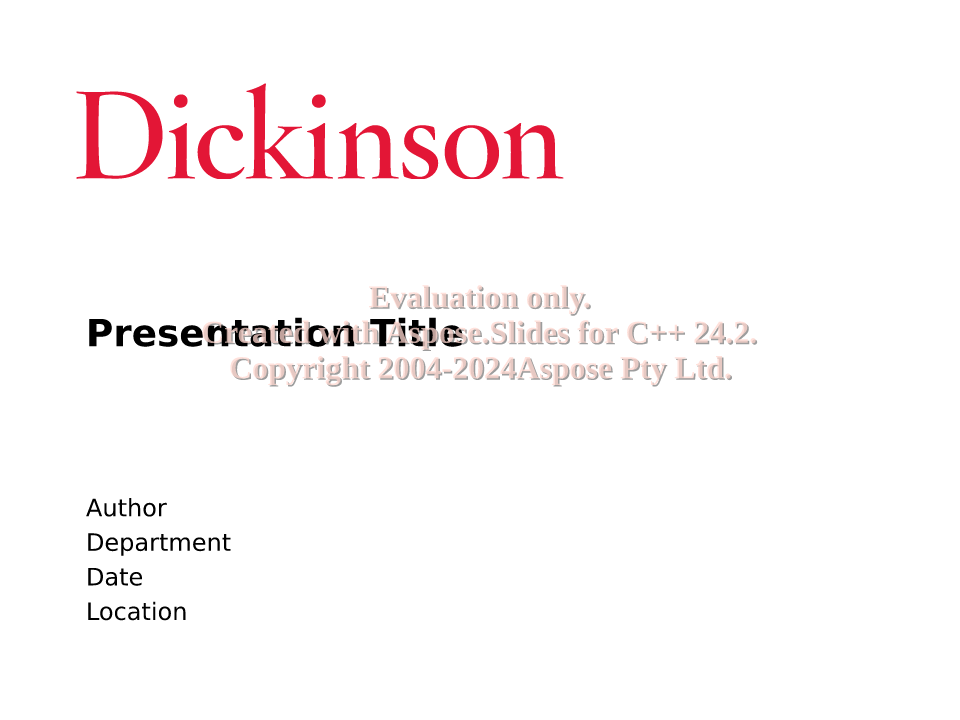 Dickinson
Evaluation only.
Presentation Title
Created with Aspose.Slides for C++ 24.2.
Copyright 2004-2024Aspose Pty Ltd.
Author
Department
Date
Location